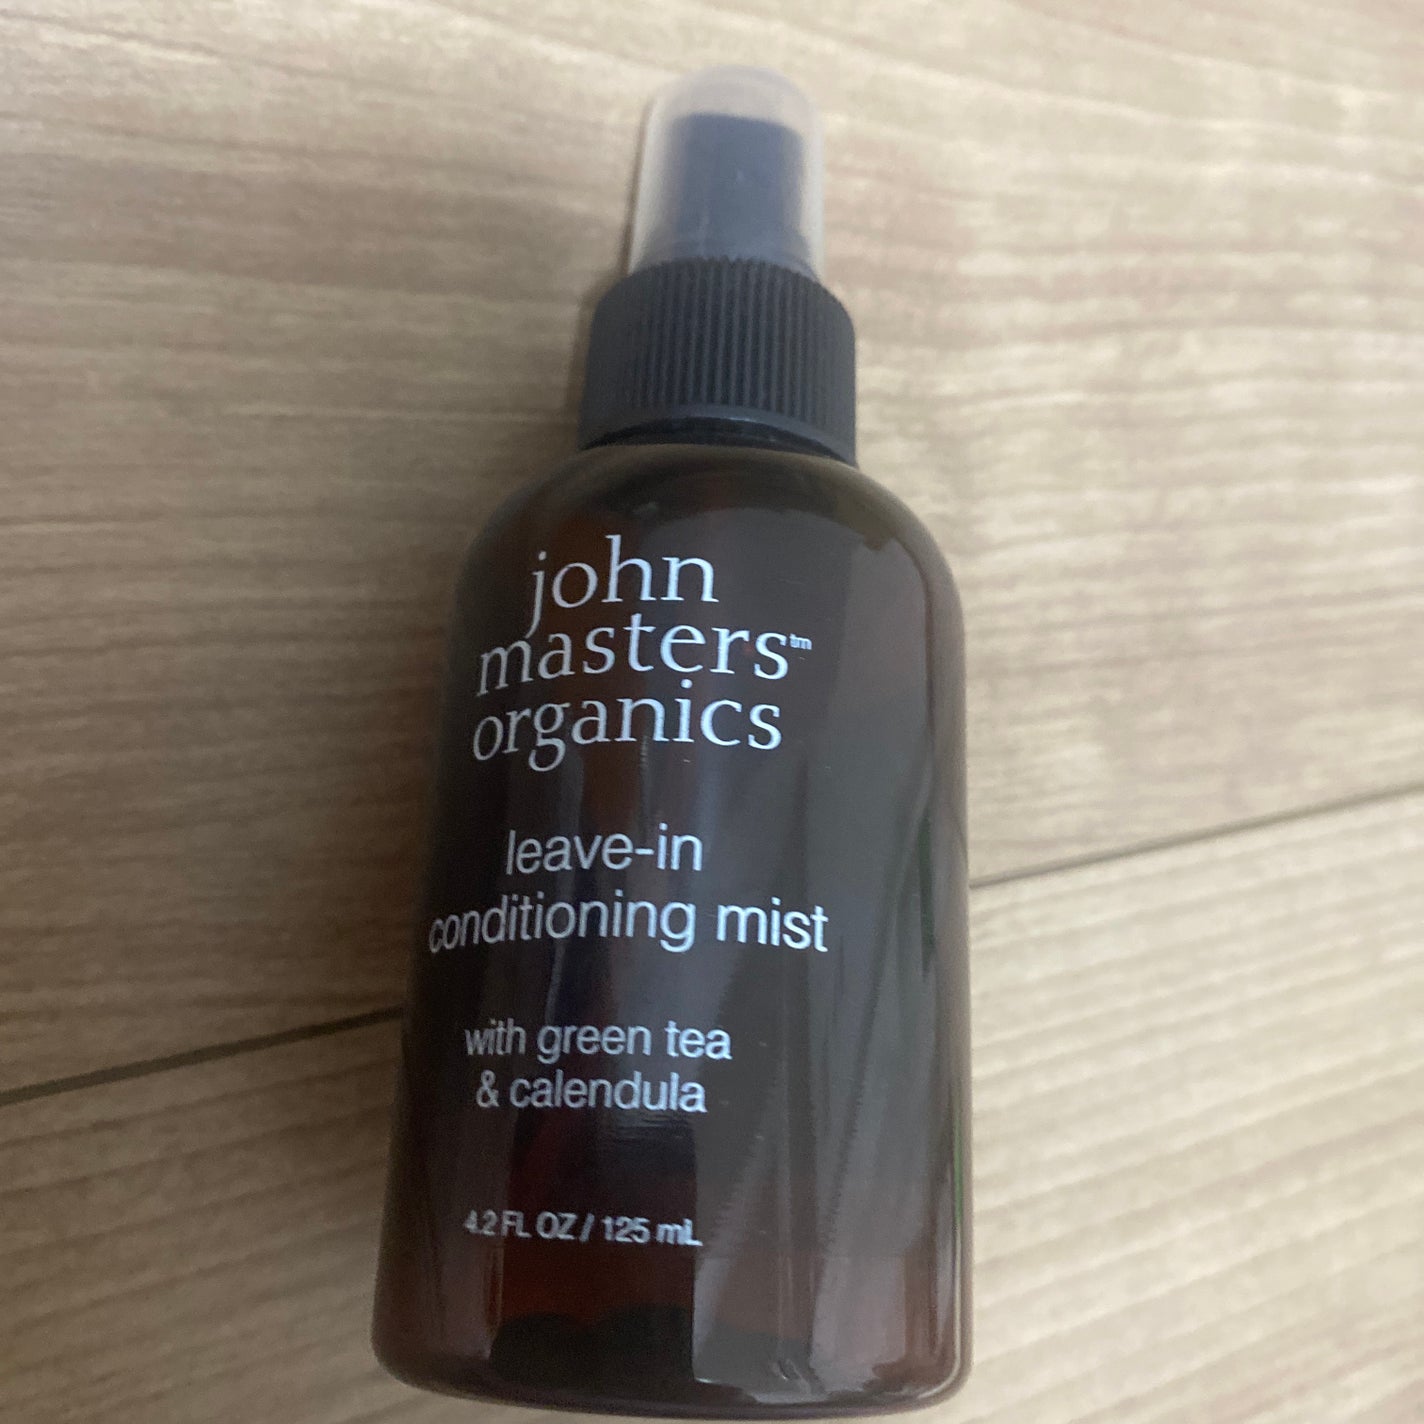 john
masters™
organics
leave-in
conditioning mist
with green tea
& calendula
4.2 FL OZ / 125 mL